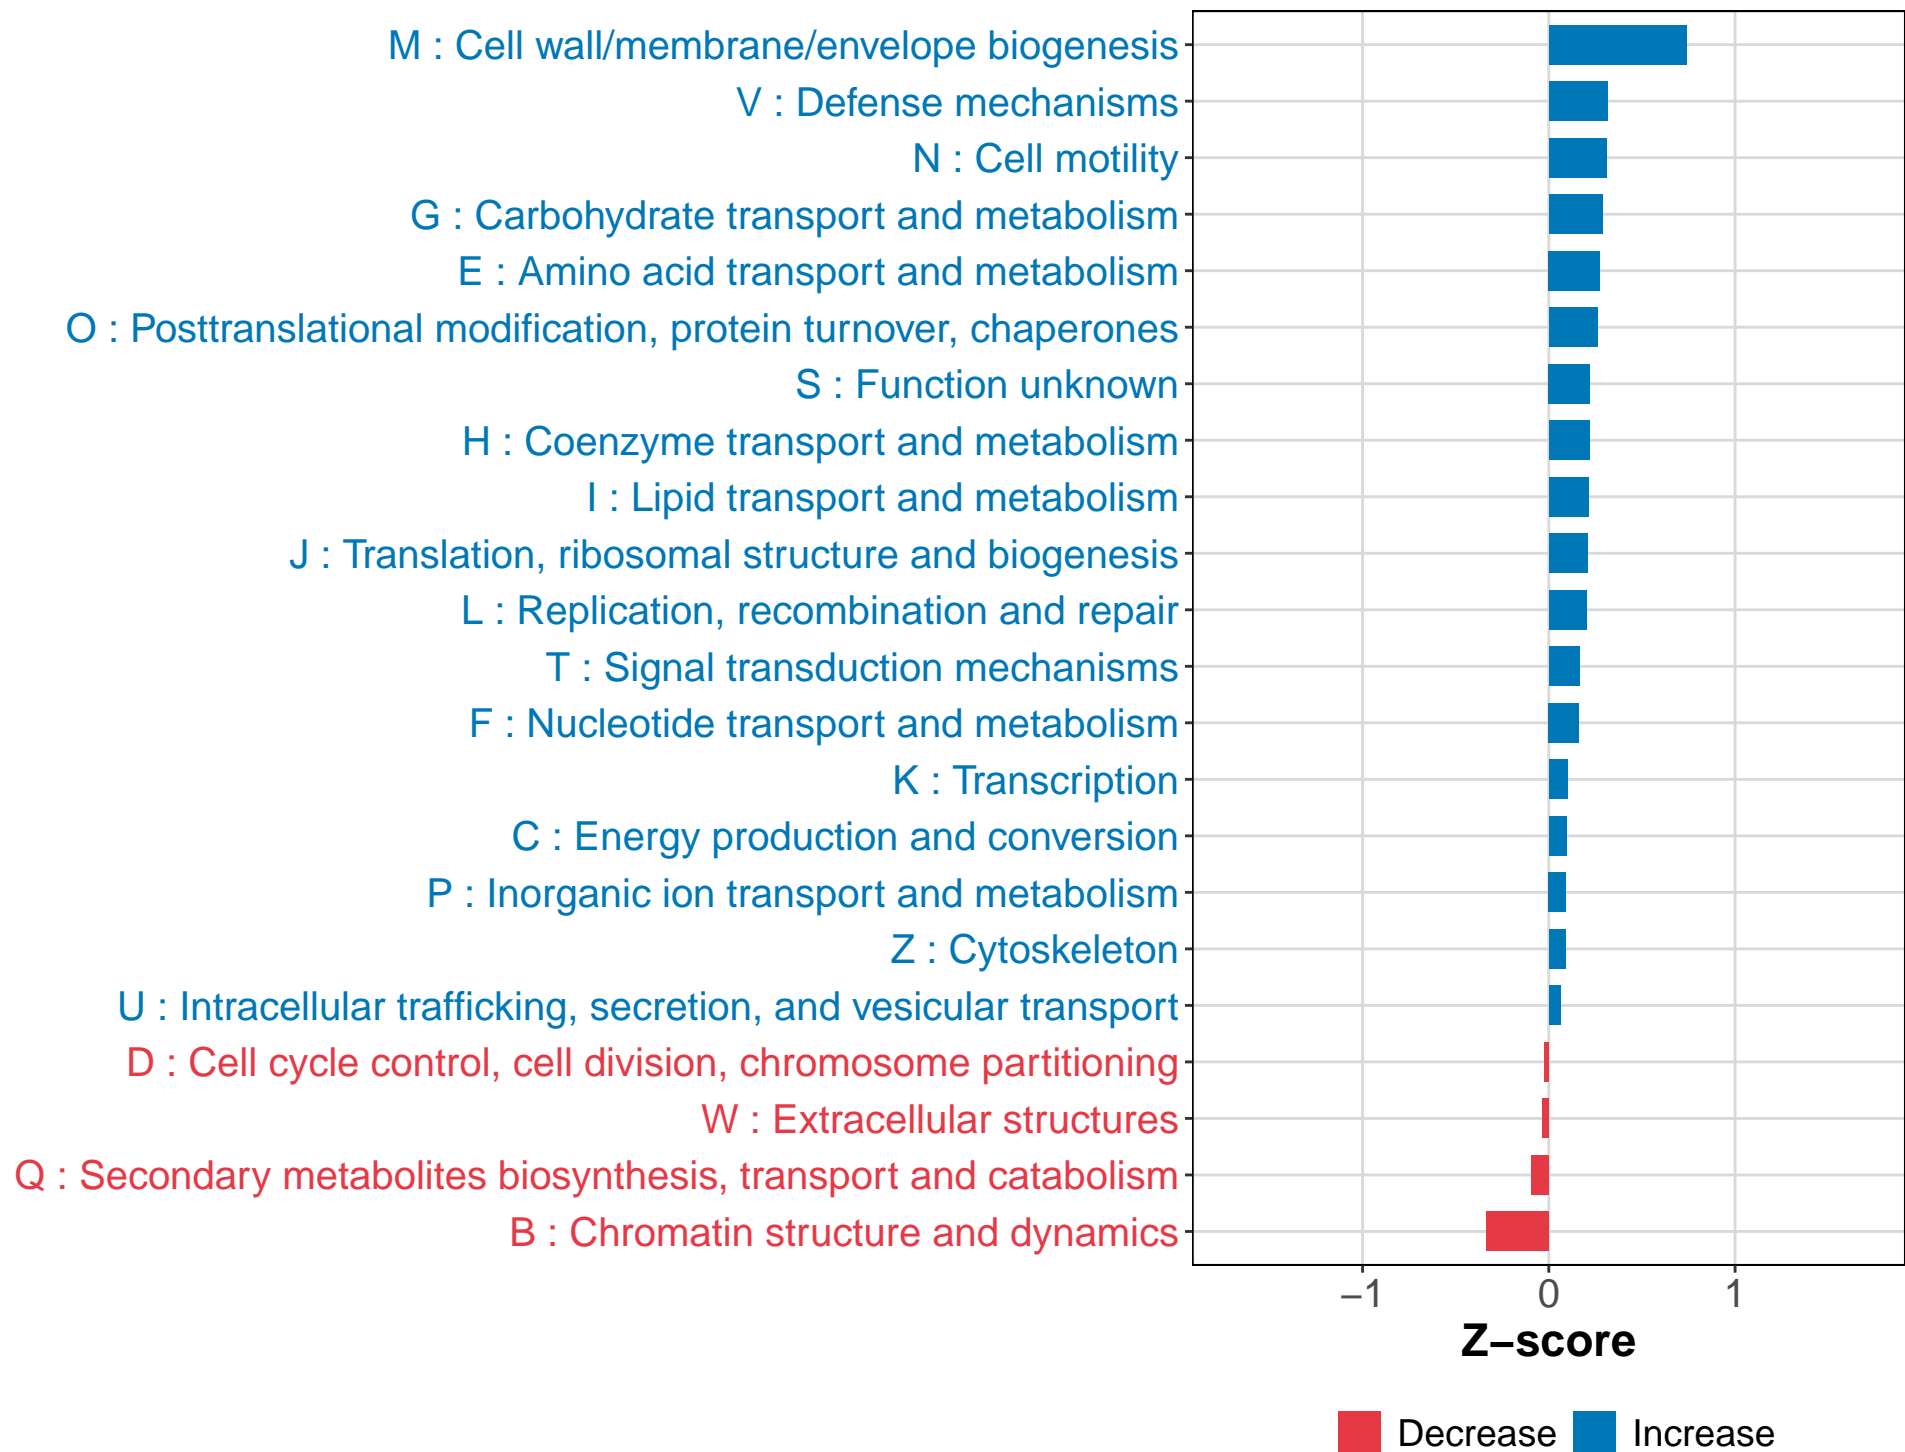 M : Cell wall/membrane/envelope biogenesis
V : Defense mechanisms
N : Cell motility
G : Carbohydrate transport and metabolism
E : Amino acid transport and metabolism
O : Posttranslational modification, protein turnover, chaperones
S : Function unknown
H : Coenzyme transport and metabolism
I : Lipid transport and metabolism
J : Translation, ribosomal structure and biogenesis
L : Replication, recombination and repair
T : Signal transduction mechanisms
F : Nucleotide transport and metabolism
K : Transcription
C : Energy production and conversion
P : Inorganic ion transport and metabolism
Z : Cytoskeleton
U : Intracellular trafficking, secretion, and vesicular transport
D : Cell cycle control, cell division, chromosome partitioning
W : Extracellular structures
Q : Secondary metabolites biosynthesis, transport and catabolism
B : Chromatin structure and dynamics
−1 0 1
Z−score
Decrease Increase